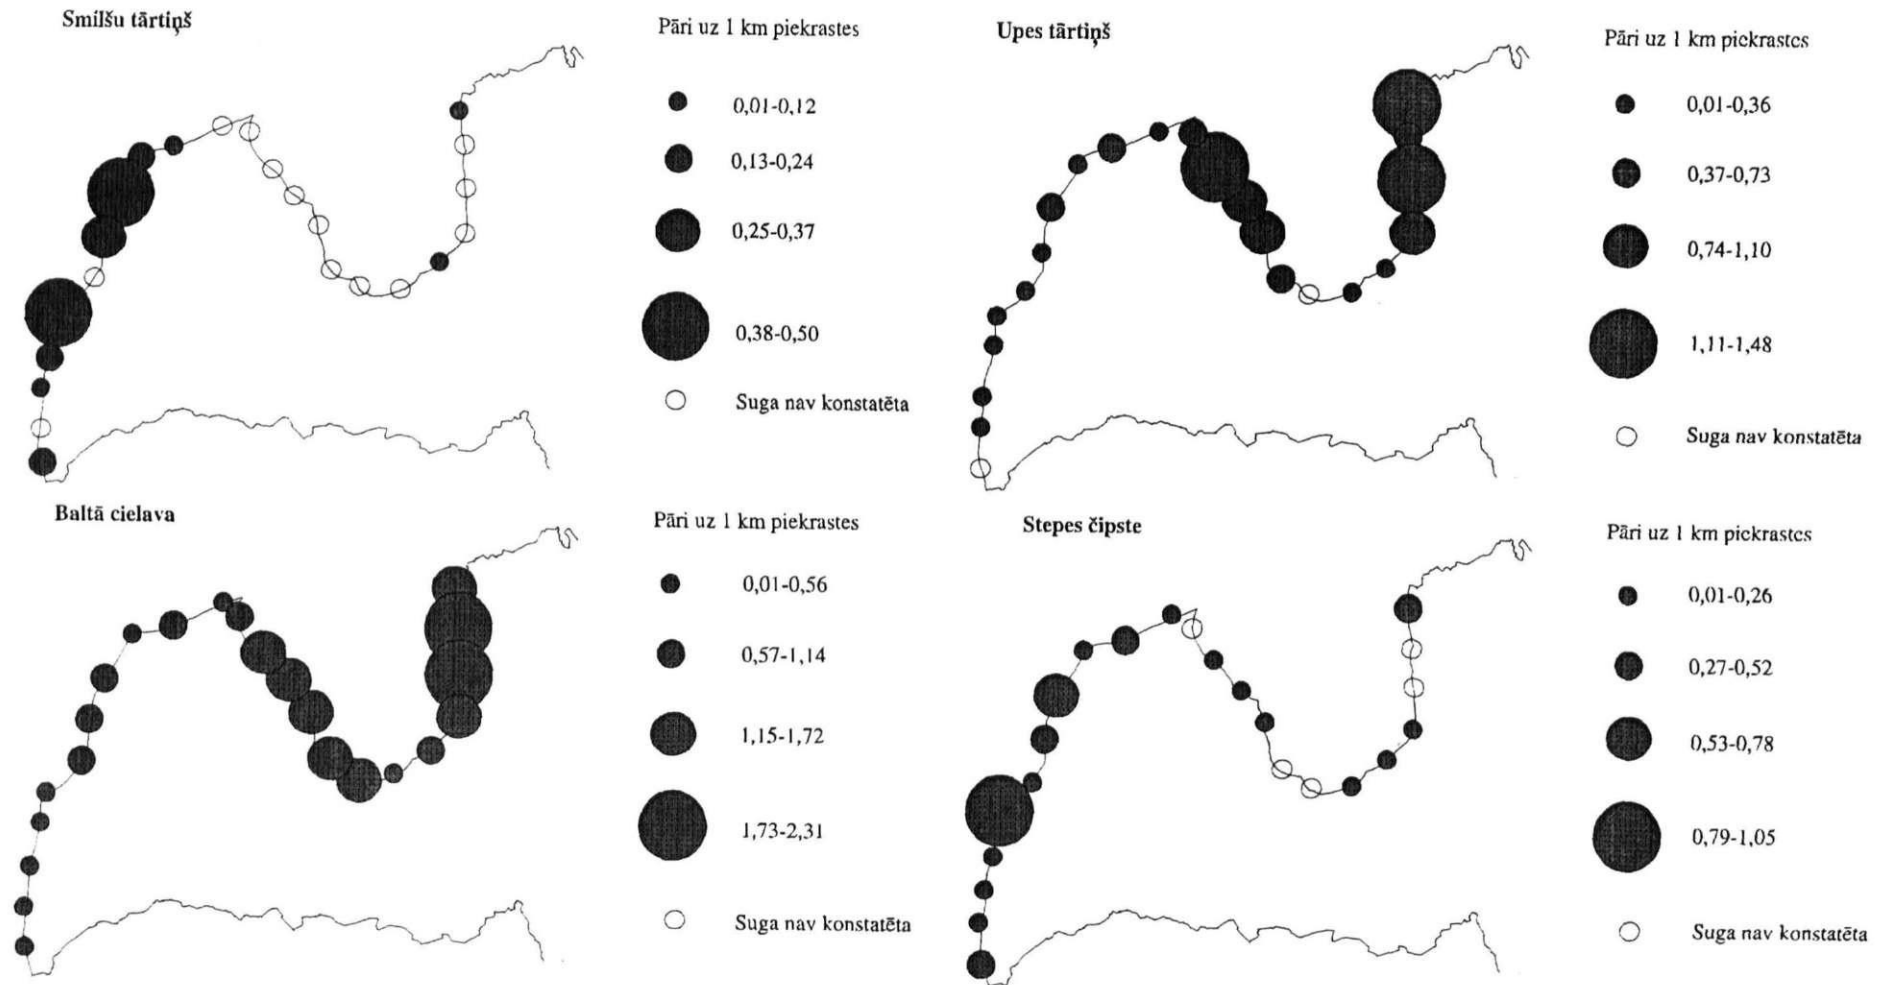 Smilšu tārtiņš
Pāri uz 1 km piekrastes
0,01-0,12
0,13-0,24
0,25-0,37
0,38-0,50
Suga nav konstatēta
Upes tārtiņš
Pāri uz 1 km piekrastes
0,01-0,36
0,37-0,73
0,74-1,10
1,11-1,48
Suga nav konstatēta
Baltā cielava
Pāri uz 1 km piekrastes
0,01-0,56
0,57-1,14
1,15-1,72
1,73-2,31
Suga nav konstatēta
Stepes čipste
Pāri uz 1 km piekrastes
0,01-0,26
0,27-0,52
0,53-0,78
0,79-1,05
Suga nav konstatēta